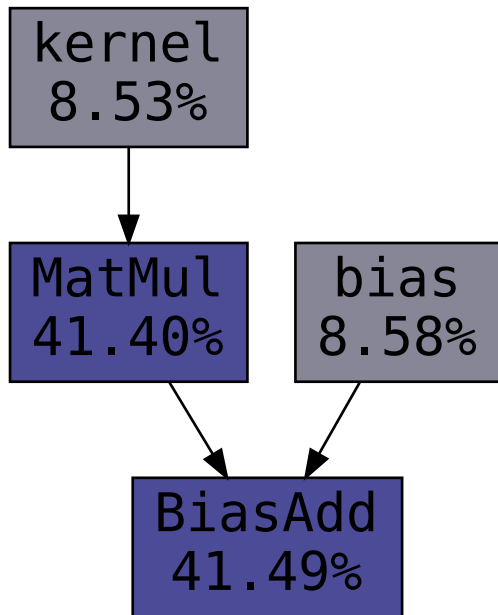 kernel
8.53%
MatMul
41.40%
bias
8.58%
BiasAdd
41.49%